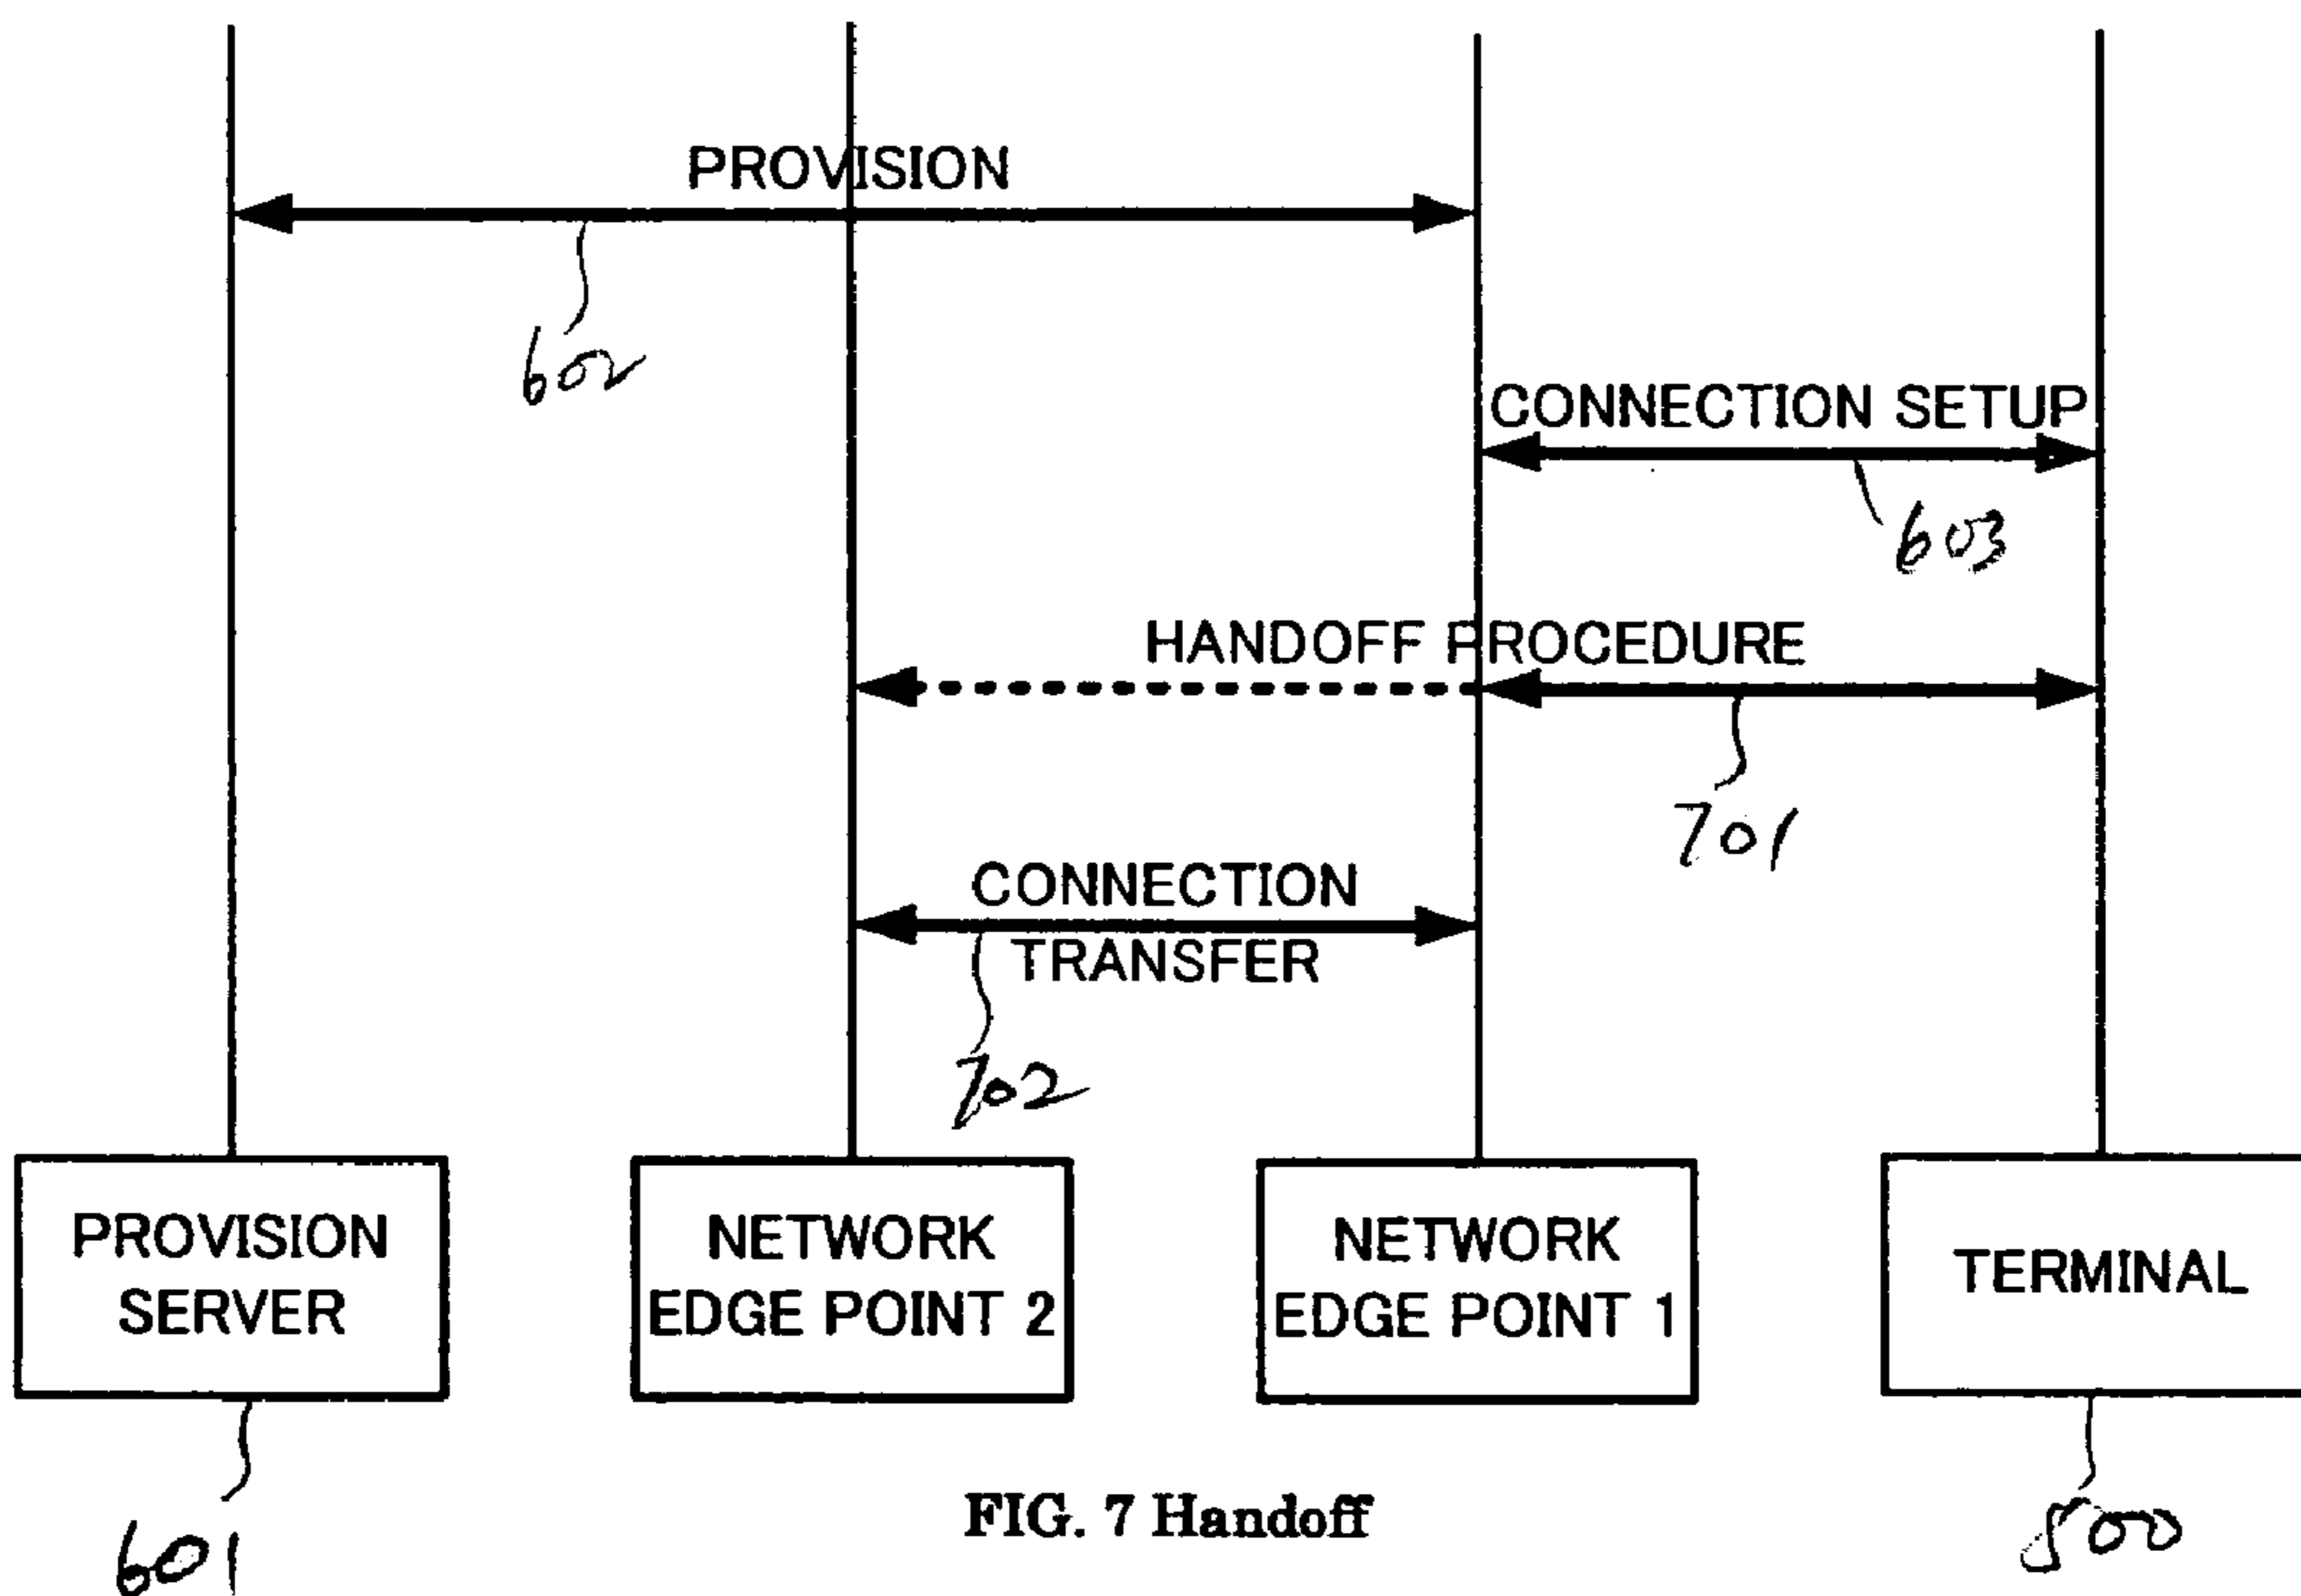 PROVISION
602
CONNECTION SETUP
603
HANDOFF PROCEDURE
701
CONNECTION
TRANSFER
702
PROVISION
SERVER
NETWORK
EDGE POINT 2
NETWORK
EDGE POINT 1
TERMINAL
601
500
FIG. 7 Handoff